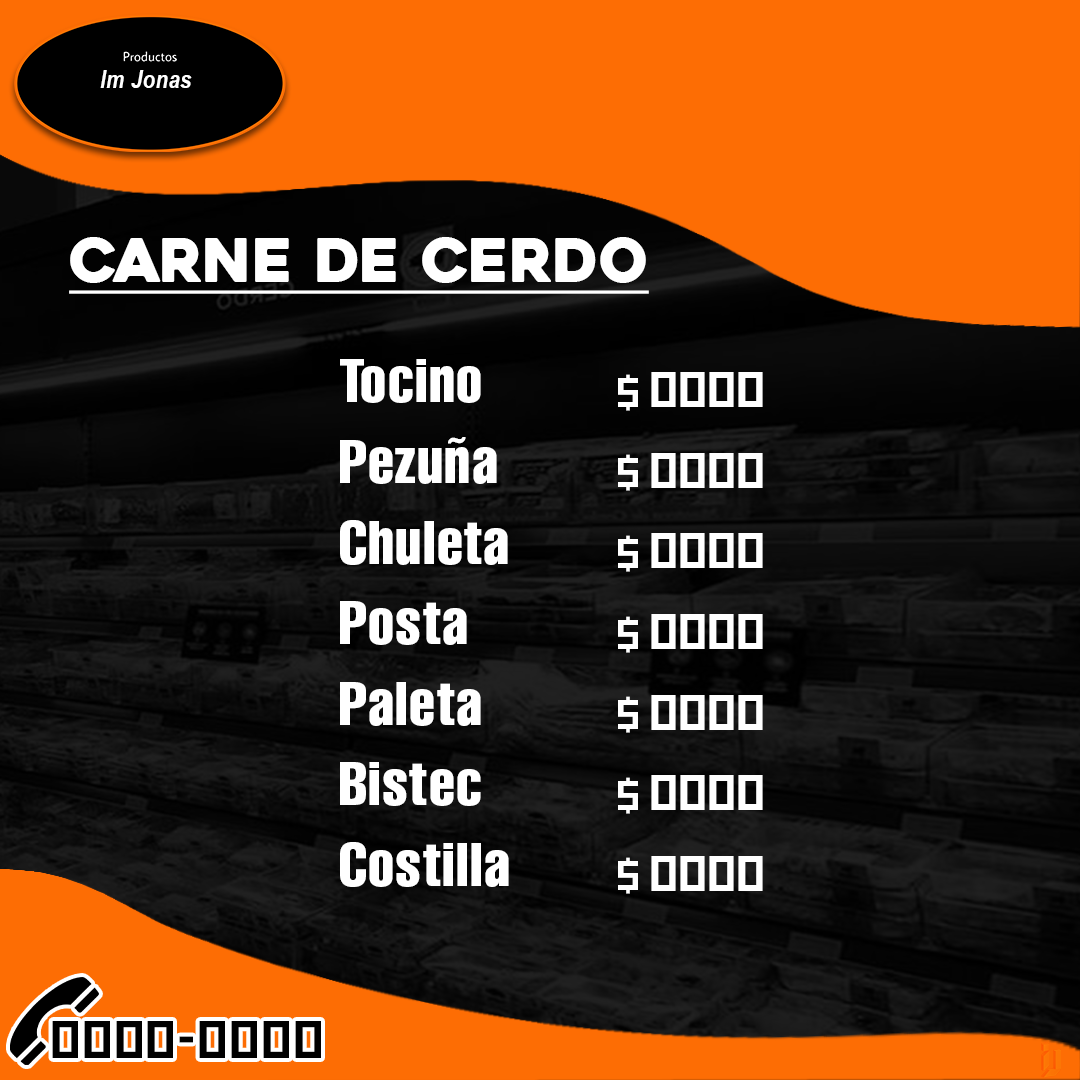 Productos
Im Jonas
CARNE DE CERDO
Tocino $ 0000
Pezuña $ 0000
Chuleta $ 0000
Posta $ 0000
Paleta $ 0000
Bistec $ 0000
Costilla $ 0000
0000-0000